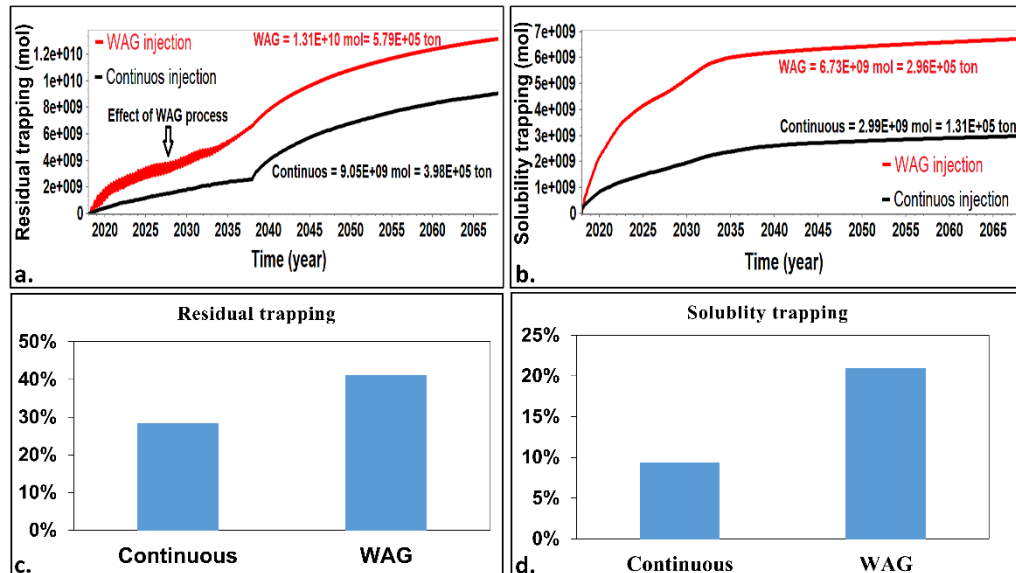 Residual trapping (mol)
1.2e+010
1e+010
8e+009
6e+009
4e+009
2e+009
0
WAG injection
Continuos injection
WAG = 1.31E+10 mol= 5.79E+05 ton
Effect of WAG process
Continuos = 9.05E+09 mol = 3.98E+05 ton
2020 2025 2030 2035 2040 2045 2050 2055 2060 2065
Time (year)
a.
Solubility trapping (mol)
7e+009
6e+009
5e+009
4e+009
3e+009
2e+009
1e+009
0
WAG = 6.73E+09 mol = 2.96E+05 ton
Continuous = 2.99E+09 mol = 1.31E+05 ton
WAG injection
Continuos injection
2020 2025 2030 2035 2040 2045 2050 2055 2060 2065
Time (year)
b.
Residual trapping
50%
40%
30%
20%
10%
0%
Continuous WAG
c.
Solublity trapping
25%
20%
15%
10%
5%
0%
Continuous WAG
d.